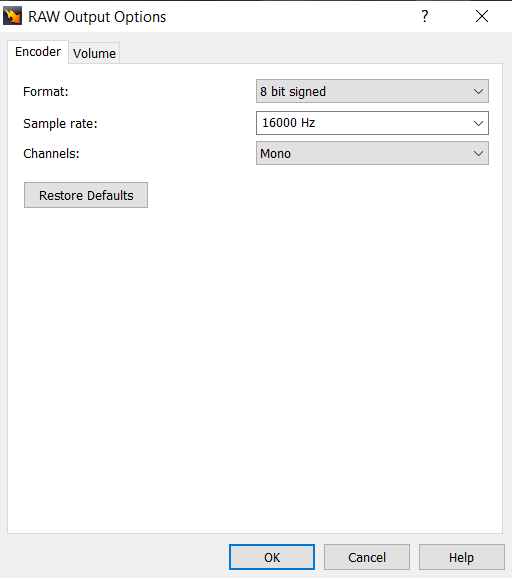 RAW Output Options
?
Encoder
Volume
Format:
8 bit signed
Sample rate:
16000 Hz
Channels:
Mono
Restore Defaults
OK
Cancel
Help